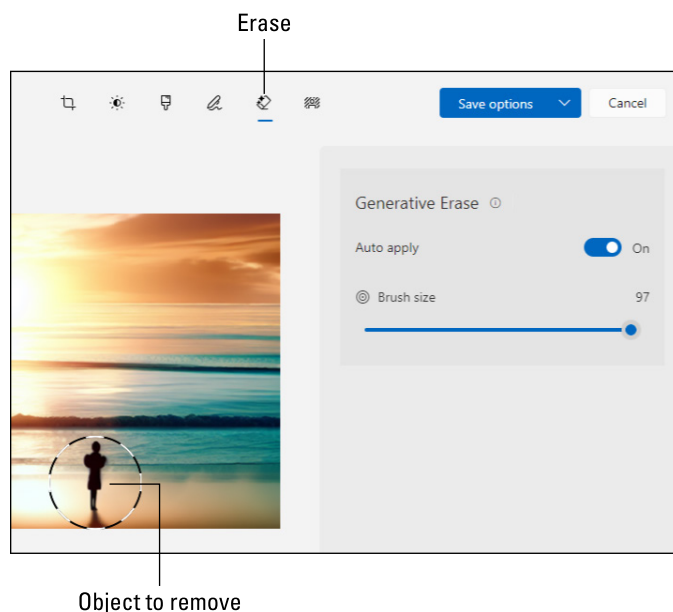 Erase
Save options
Cancel
Generative Erase
Auto apply
On
Brush size
97
Object to remove